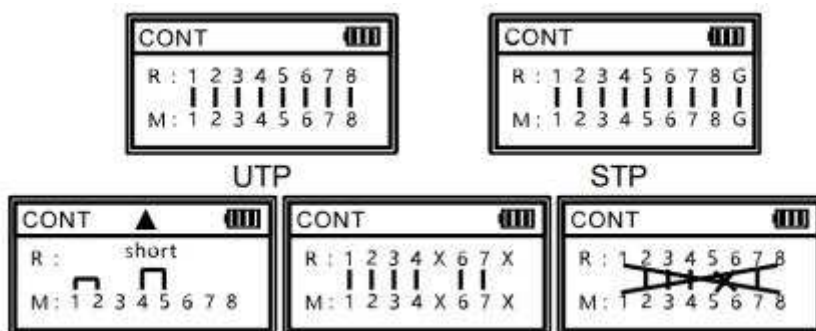 CONT
R : 1 2 3 4 5 6 7 8
M : 1 2 3 4 5 6 7 8
CONT
R : 1 2 3 4 5 6 7 8 G
M : 1 2 3 4 5 6 7 8 G
UTP
STP
CONT
short
R :
M : 1 2 3 4 5 6 7 8
CONT
R : 1 2 3 4 X 6 7 X
M : 1 2 3 4 X 6 7 X
CONT
R : 1 2 3 4 5 6 7 8
M : 1 2 3 4 5 6 7 8